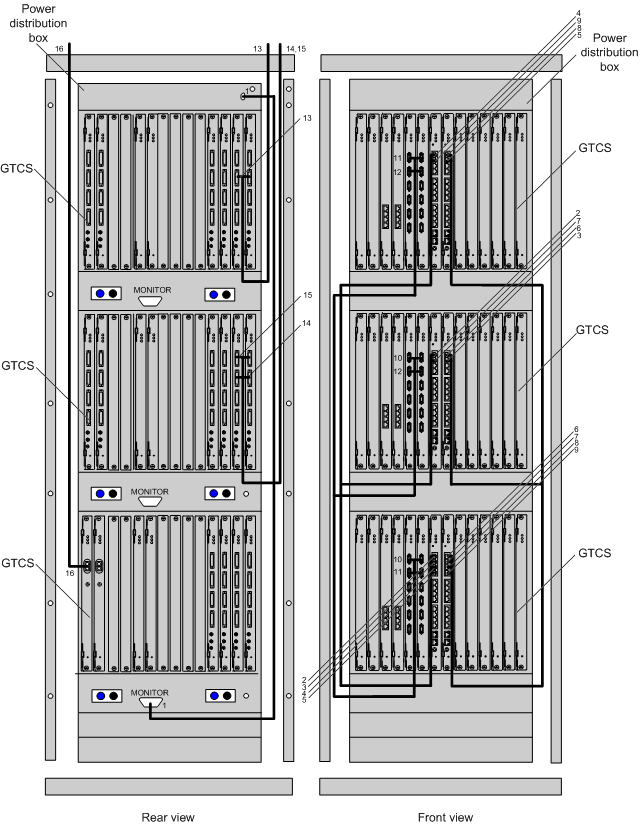 Power
distribution
box
16
13
14,15
4
9
8
5
Power
distribution
box
1
13
11
12
GTCS
GTCS
MONITOR
2
7
6
3
15
14
10
12
GTCS
GTCS
6
7
8
9
MONITOR
10
11
GTCS
GTCS
16
2
3
4
5
MONITOR
1
Rear view
Front view